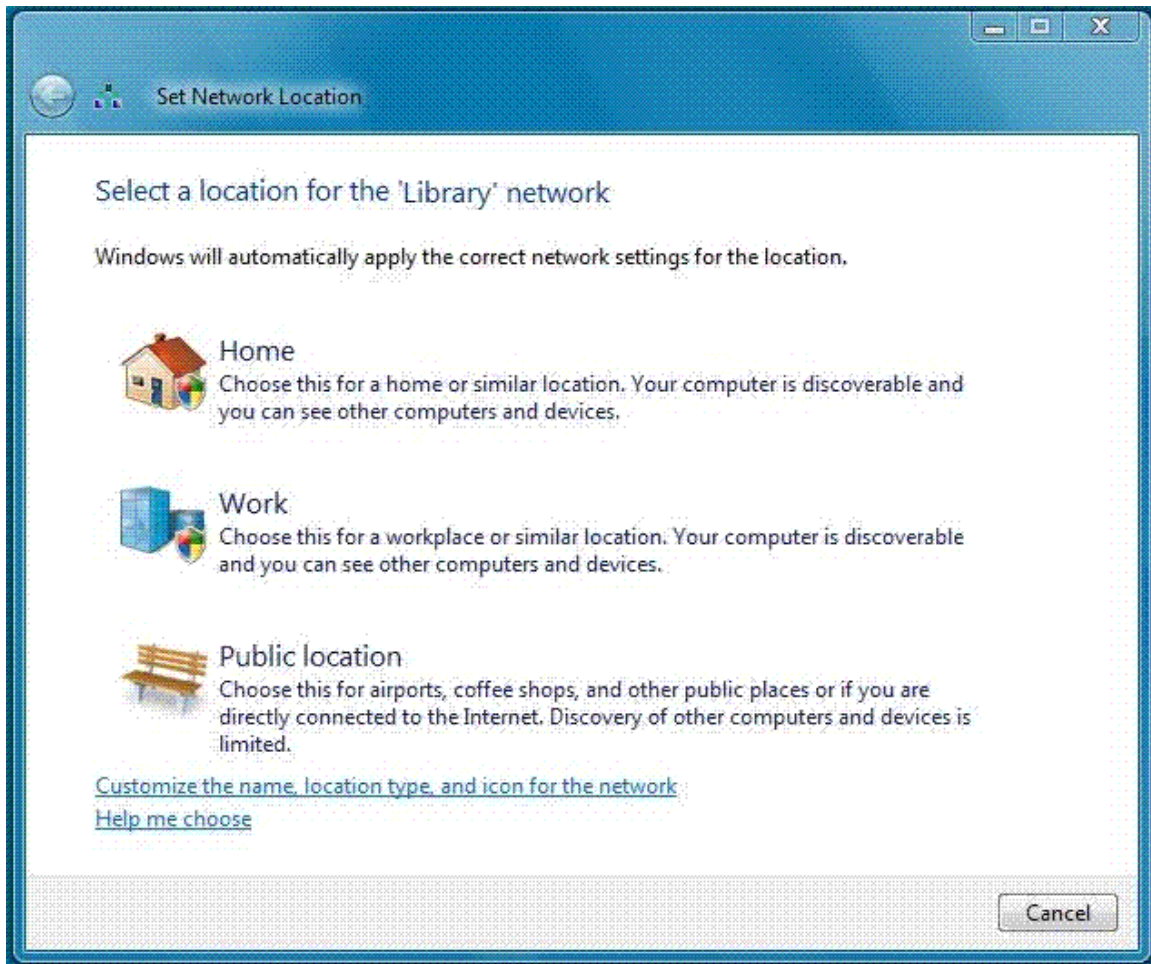 Set Network Location
Select a location for the 'Library' network
Windows will automatically apply the correct network settings for the location.
Home
Choose this for a home or similar location. Your computer is discoverable and
you can see other computers and devices.
Work
Choose this for a workplace or similar location. Your computer is discoverable
and you can see other computers and devices.
Public location
Choose this for airports, coffee shops, and other public places or if you are
directly connected to the Internet. Discovery of other computers and devices is
limited.
Customize the name, location type, and icon for the network
Help me choose
Cancel